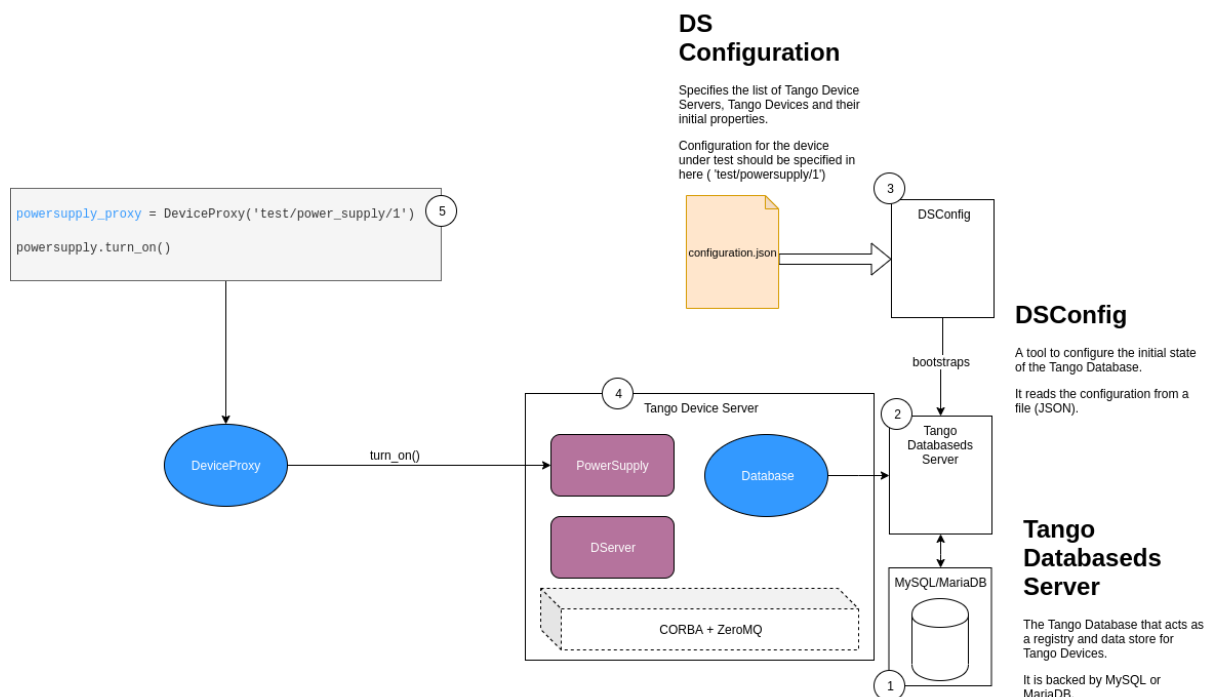 DS
Configuration
Specifies the list of Tango Device
Servers, Tango Devices and their
initial properties.
Configuration for the device
under test should be specified in
here ( 'test/powersupply/1')
3
DSConfig
configuration.json
5
powersupply_proxy = DeviceProxy('test/power_supply/1')
powersupply.turn_on()
bootstraps
DSConfig
A tool to configure the initial state
of the Tango Database.
It reads the configuration from a
file (JSON).
4
Tango Device Server
2
Tango
Databaseds
Server
DeviceProxy
turn_on()
PowerSupply
Database
DServer
CORBA + ZeroMQ
MySQL/MariaDB
1
Tango
Databaseds
Server
The Tango Database that acts as
a registry and data store for
Tango Devices.
It is backed by MySQL or
MariaDB.